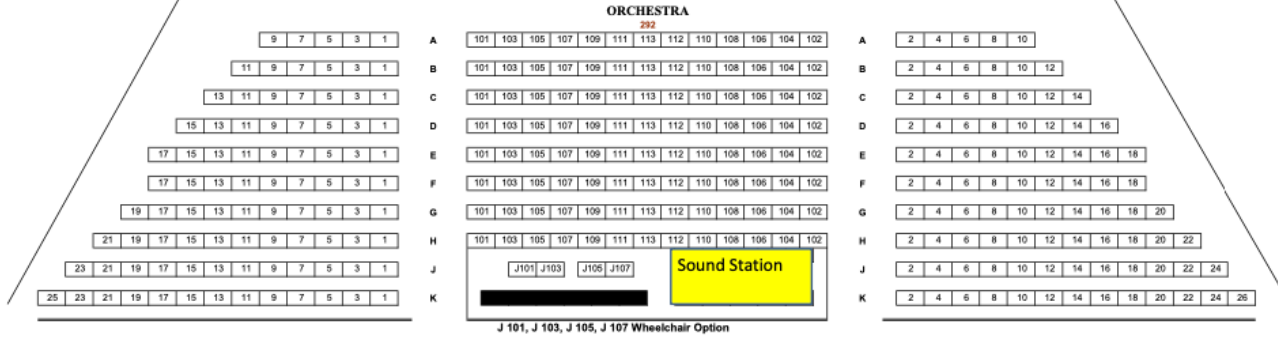 ORCHESTRA
292
9 7 5 3 1 A 101 103 105 107 109 111 113 112 110 108 106 104 102 A 2 4 6 8 10
11 9 7 5 3 1 B 101 103 105 107 109 111 113 112 110 108 106 104 102 B 2 4 6 8 10 12
13 11 9 7 5 3 1 C 101 103 105 107 109 111 113 112 110 108 106 104 102 C 2 4 6 8 10 12 14
15 13 11 9 7 5 3 1 D 101 103 105 107 109 111 113 112 110 108 106 104 102 D 2 4 6 8 10 12 14 16
17 15 13 11 9 7 5 3 1 E 101 103 105 107 109 111 113 112 110 108 106 104 102 E 2 4 6 8 10 12 14 16 18
17 15 13 11 9 7 5 3 1 F 101 103 105 107 109 111 113 112 110 108 106 104 102 F 2 4 6 8 10 12 14 16 18
19 17 15 13 11 9 7 5 3 1 G 101 103 105 107 109 111 113 112 110 108 106 104 102 G 2 4 6 8 10 12 14 16 18 20
21 19 17 15 13 11 9 7 5 3 1 H 101 103 105 107 109 111 113 112 110 108 106 104 102 H 2 4 6 8 10 12 14 16 18 20 22
23 21 19 17 15 13 11 9 7 5 3 1 J J101 J103 J105 J107 Sound Station J 2 4 6 8 10 12 14 16 18 20 22 24
25 23 21 19 17 15 13 11 9 7 5 3 1 K K 2 4 6 8 10 12 14 16 18 20 22 24 26
J 101, J 103, J 105, J 107 Wheelchair Option